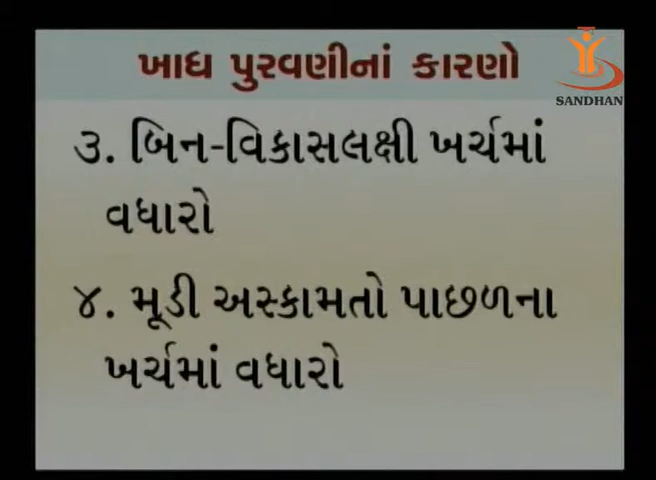 ખાધ પુરવણીનાં કારણો
SANDHAN
૩. બિન-વિકાસલક્ષી ખર્ચમાં
વધારો
૪. મૂડી અસ્કામતો પાછળના
ખર્ચમાં વધારો